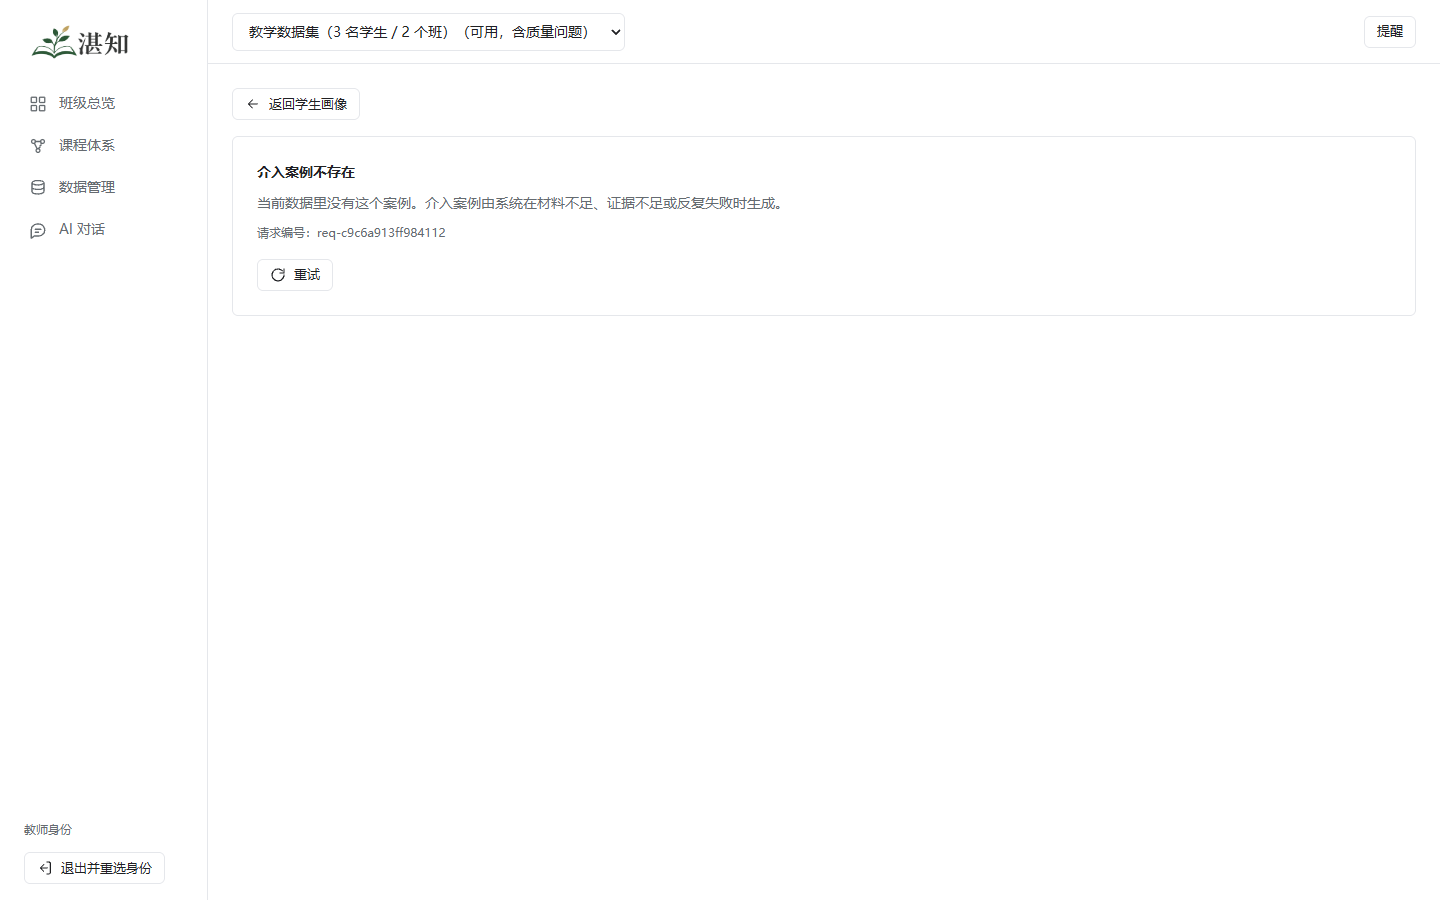 湛知
教学数据集（3 名学生 / 2 个班）（可用，含质量问题）
提醒
班级总览
课程体系
数据管理
AI 对话
返回学生画像
介入案例不存在
当前数据里没有这个案例。介入案例由系统在材料不足、证据不足或反复失败时生成。
请求编号：req-c9c6a913ff984112
重试
教师身份
退出并重选身份